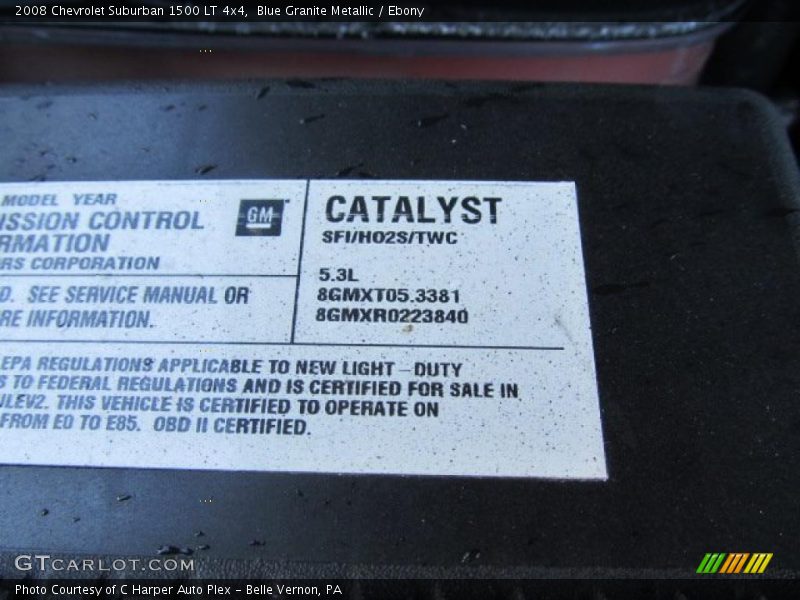 2008 Chevrolet Suburban 1500 LT 4x4, Blue Granite Metallic / Ebony
MODEL YEAR
ISSION CONTROL
RMATION
RS CORPORATION
GM
D. SEE SERVICE MANUAL OR
RE INFORMATION.
CATALYST
SFI/HO2S/TWC
5.3L
8GMXT05.3381
8GMXR0223840
EPA REGULATIONS APPLICABLE TO NEW LIGHT-DUTY
S TO FEDERAL REGULATIONS AND IS CERTIFIED FOR SALE IN
ULEV2. THIS VEHICLE IS CERTIFIED TO OPERATE ON
FROM E0 TO E85. OBD II CERTIFIED.
GTCARLOT.COM
Photo Courtesy of C Harper Auto Plex - Belle Vernon, PA